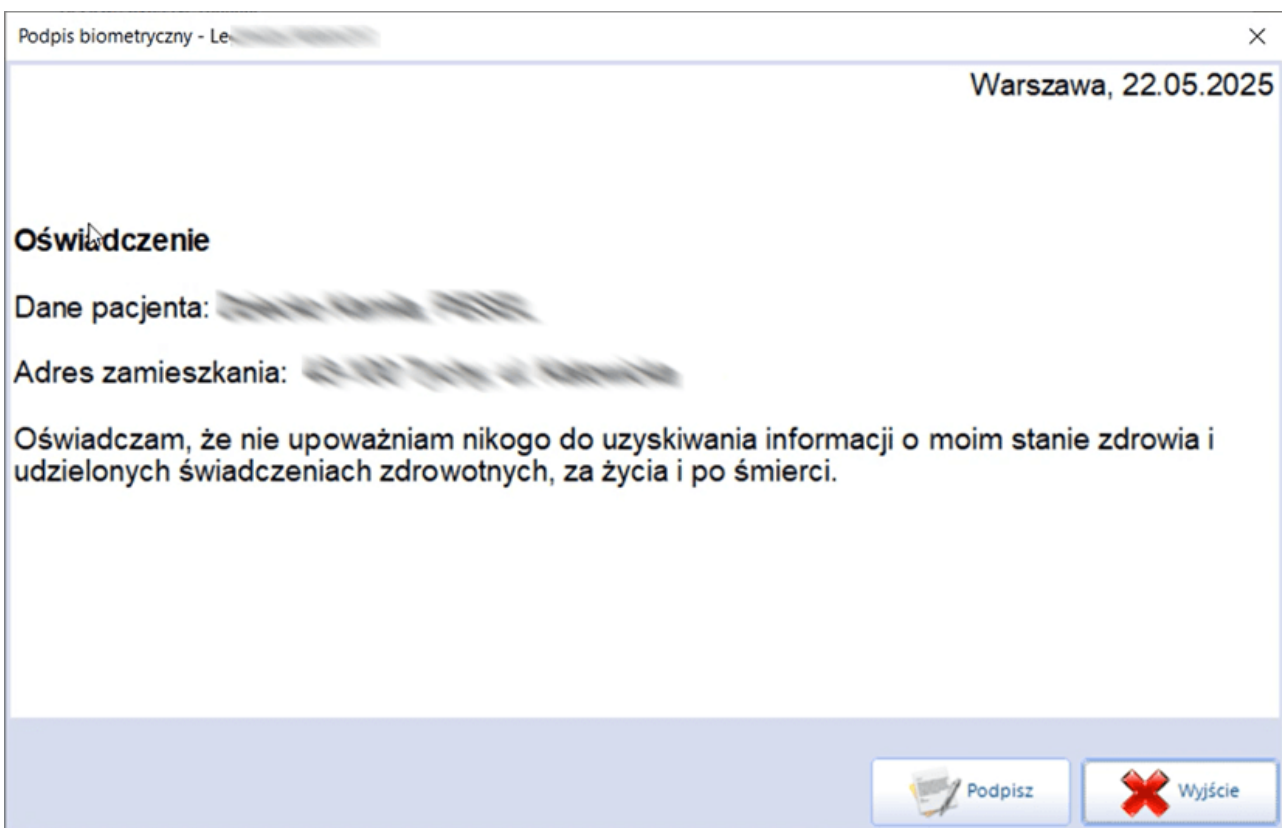 Podpis biometryczny - Le
Warszawa, 22.05.2025
Oświadczenie
Dane pacjenta:
Adres zamieszkania:
Oświadczam, że nie upoważniam nikogo do uzyskiwania informacji o moim stanie zdrowia i
udzielonych świadczeniach zdrowotnych, za życia i po śmierci.
Podpisz
Wyjście